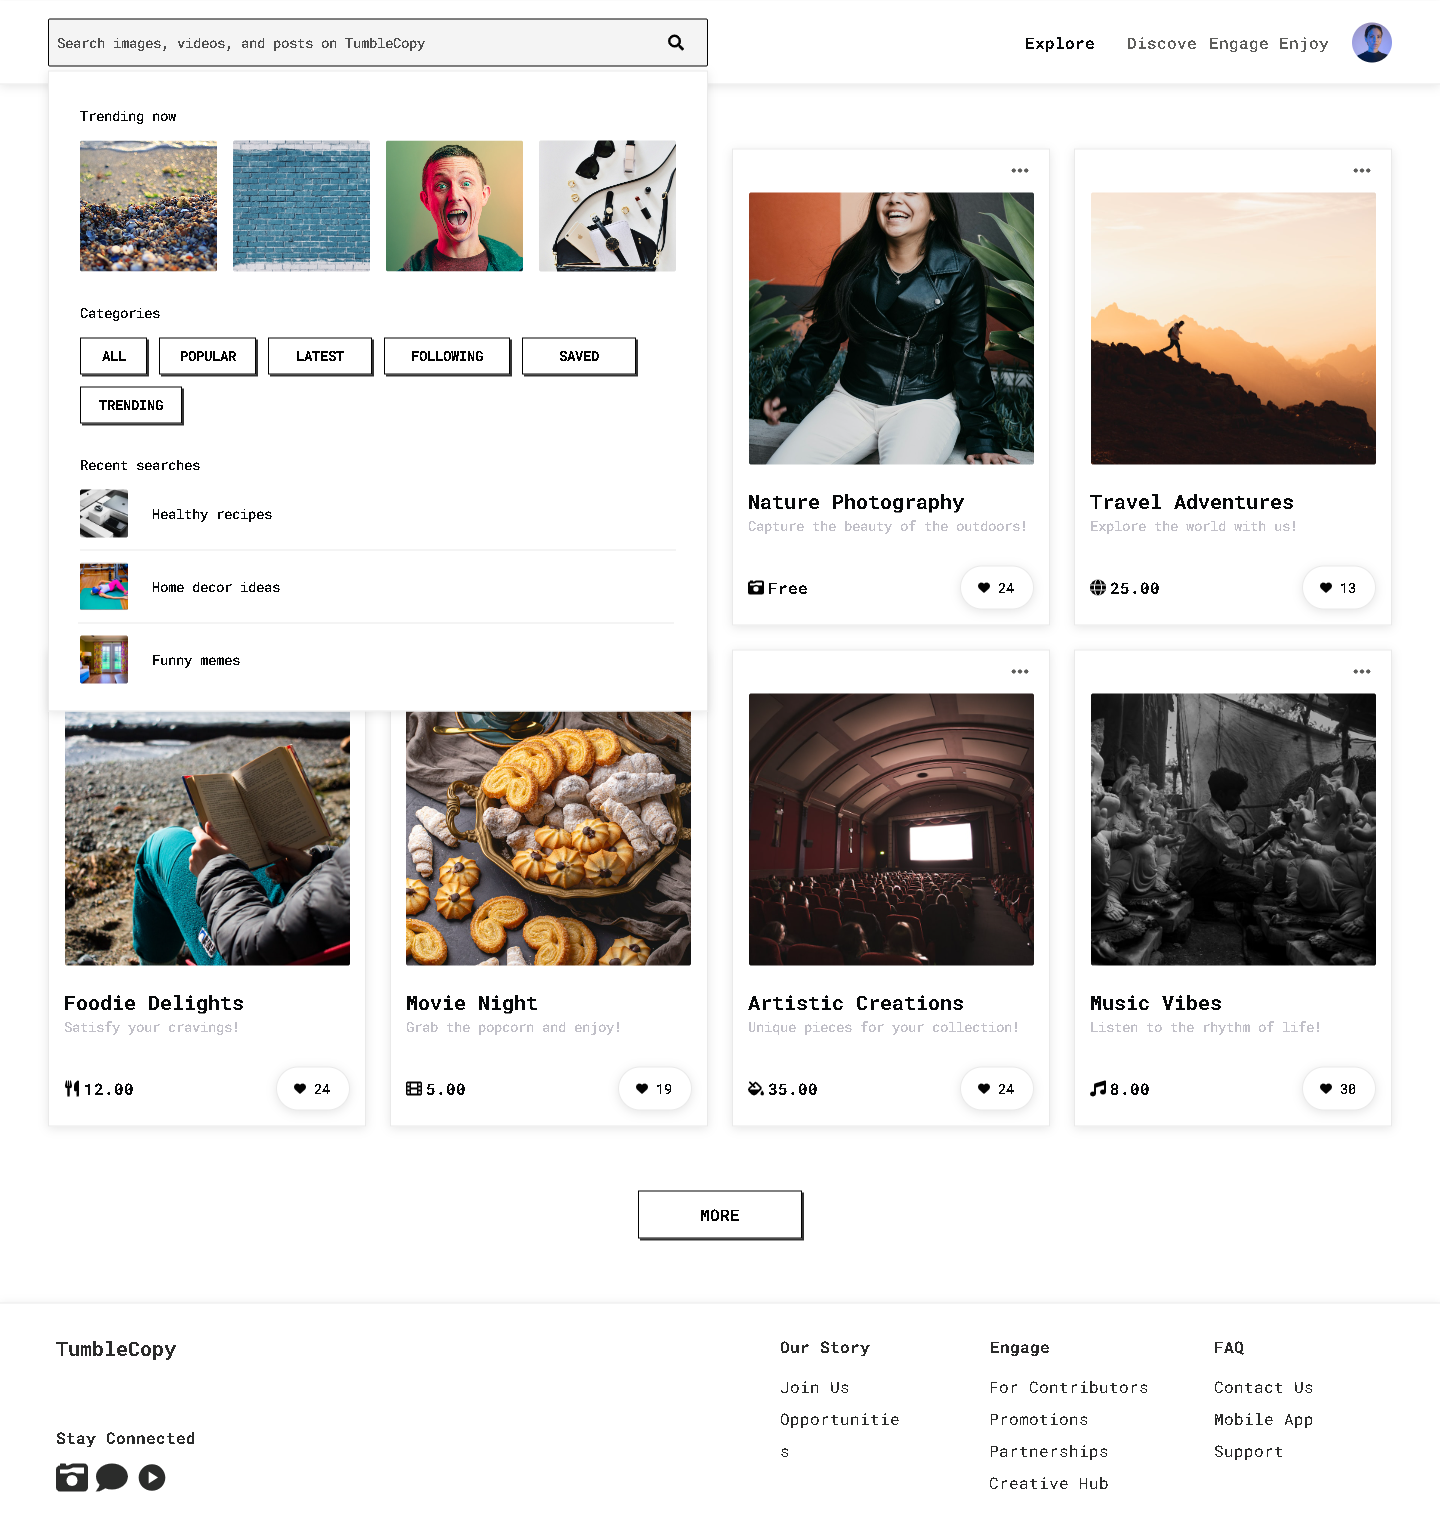 Search images, videos, and posts on TumbleCopy
Explore
Discover
Engage
Enjoy
Trending now
Categories
ALL
POPULAR
LATEST
FOLLOWING
SAVED
TRENDING
Recent searches
Healthy recipes
Home decor ideas
Funny memes
Nature Photography
Capture the beauty of the outdoors!
Free
24
Travel Adventures
Explore the world with us!
25.00
13
Foodie Delights
Satisfy your cravings!
12.00
24
Movie Night
Grab the popcorn and enjoy!
5.00
19
Artistic Creations
Unique pieces for your collection!
35.00
24
Music Vibes
Listen to the rhythm of life!
8.00
30
MORE
TumbleCopy
Stay Connected
Our Story
Join Us
Opportunitie
s
Engage
For Contributors
Promotions
Partnerships
Creative Hub
FAQ
Contact Us
Mobile App
Support